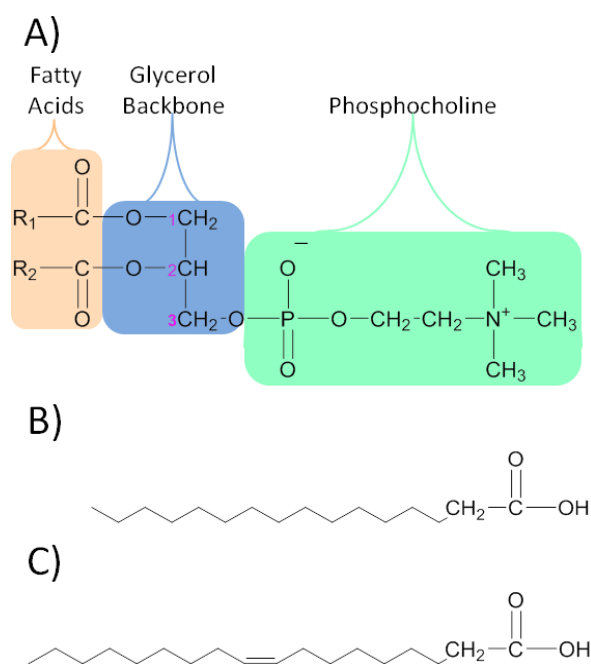 A)
Fatty Acids
Glycerol Backbone
Phosphocholine
O O −
R1 C O 1CH2
R2 C O 2CH O− CH3
O 3CH2 O P O CH2 CH2 N+ CH3
O CH3
B)
O
CH2 C OH
C)
O
CH2 C OH